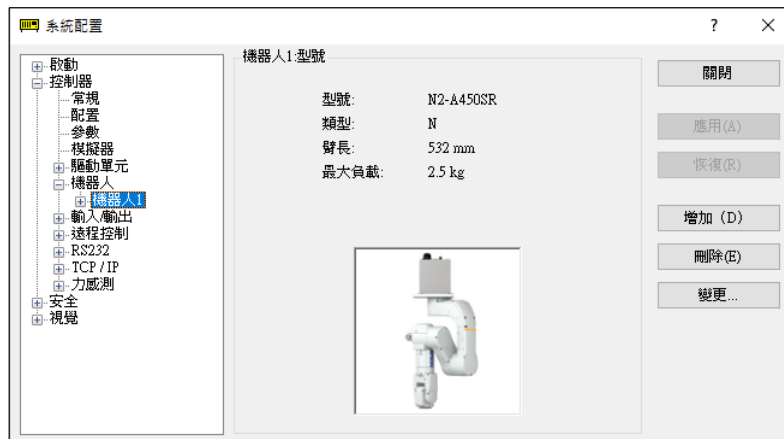 系統配置
啟動
控制器
常規
配置
參數
模擬器
驅動單元
機器人
機器人1
輸入/輸出
遠程控制
RS232
TCP / IP
力感測
安全
視覺
機器人1:型號
型號: N2-A450SR
類型: N
臂長: 532 mm
最大負載: 2.5 kg
關閉
應用(A)
恢復(R)
增加（D）
刪除(E)
變更...